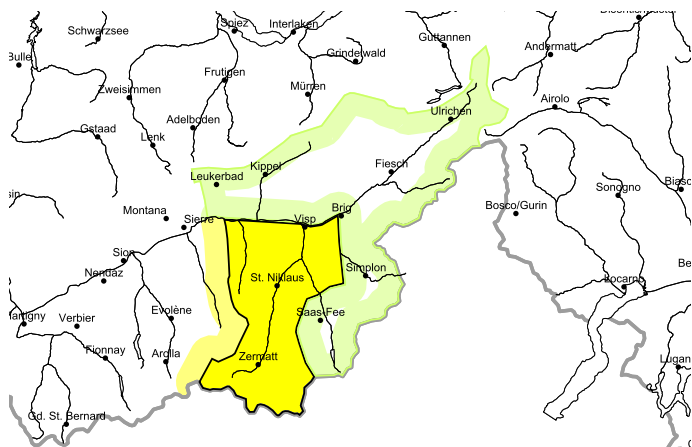 Spiez
Interlaken
Schwarzsee
Guttannen
Andermatt
Grindelwald
Bulle
Frutigen
Mürren
Zweisimmen
Airolo
Ulrichen
Adelboden
Gstaad
Lenk
Kippel
Fiesch
Leukerbad
Sonogno
Bosco/Gurin
Montana
Brig
Sierre
Visp
Sion
Simplon
Nendaz
St. Niklaus
Locarno
Saas-Fee
Evolène
Verbier
Fionnay
Arolla
Zermatt
Gd. St. Bernard